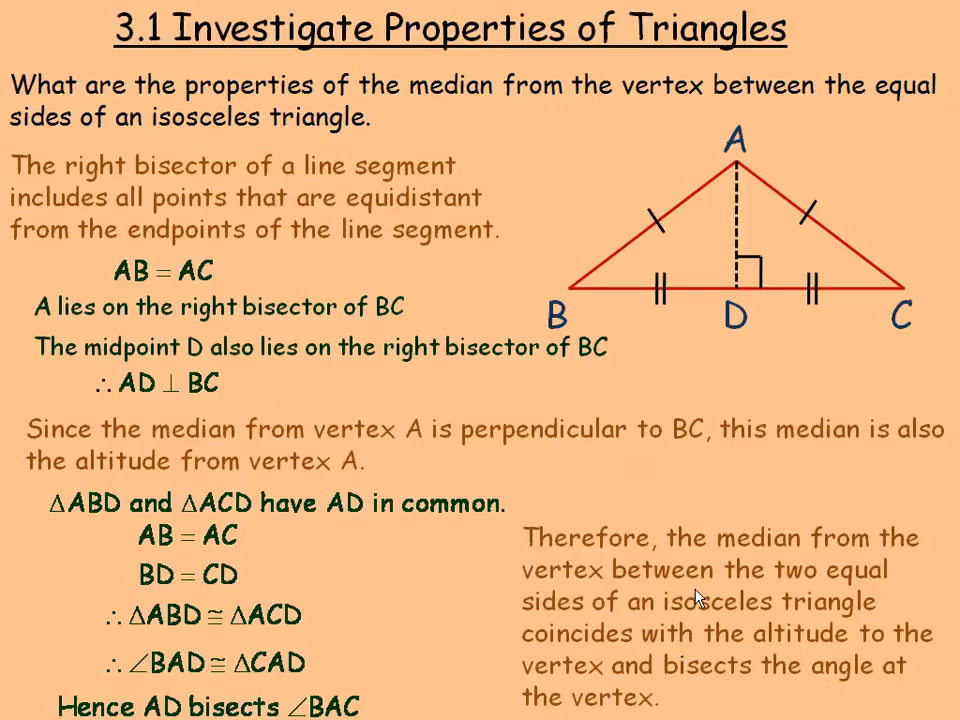 3.1 Investigate Properties of Triangles
What are the properties of the median from the vertex between the equal
sides of an isosceles triangle.
The right bisector of a line segment
includes all points that are equidistant
from the endpoints of the line segment.
AB = AC
A lies on the right bisector of BC
The midpoint D also lies on the right bisector of BC
∴ AD ⊥ BC
A
B
D
C
Since the median from vertex A is perpendicular to BC, this median is also
the altitude from vertex A.
ΔABD and ΔACD have AD in common.
AB = AC
BD = CD
∴ ΔABD ≅ ΔACD
∴ ∠BAD ≅ ΔCAD
Hence AD bisects ∠BAC
Therefore, the median from the
vertex between the two equal
sides of an isosceles triangle
coincides with the altitude to the
vertex and bisects the angle at
the vertex.